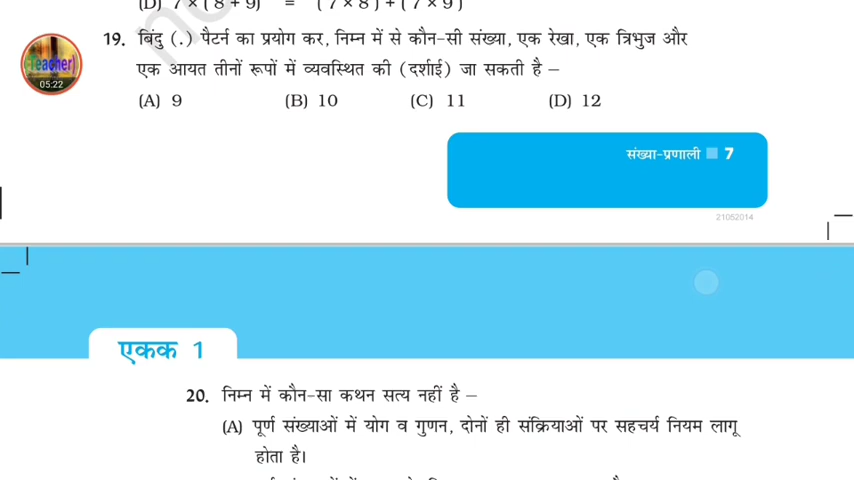 (D) 7 × ( 8 + 9) = ( 7 × 8 ) + ( 7 × 9 )
19. बिंदु (.) पैटर्न का प्रयोग कर, निम्न में से कौन-सी संख्या, एक रेखा, एक त्रिभुज और
एक आयत तीनों रूपों में व्यवस्थित की (दर्शाई) जा सकती है –
Teacher
05:22
(A) 9 (B) 10 (C) 11 (D) 12
संख्या-प्रणाली 7
21052014
एकक 1
20. निम्न में कौन-सा कथन सत्य नहीं है –
(A) पूर्ण संख्याओं में योग व गुणन, दोनों ही संक्रियाओं पर सहचर्य नियम लागू
होता है।